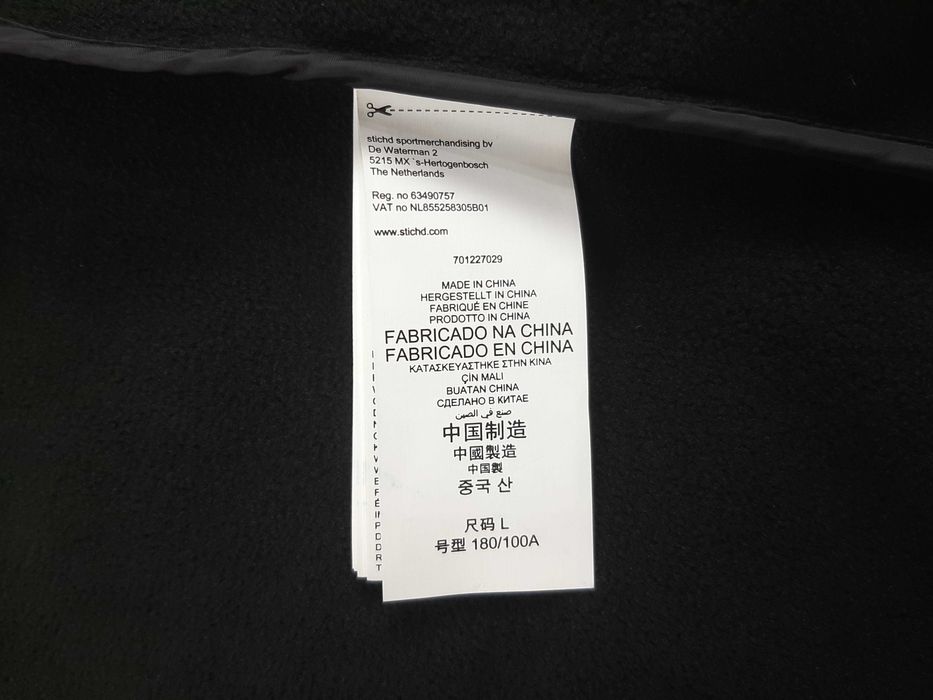 stichd sportmerchandising bv
De Waterman 2
5215 MX `s-Hertogenbosch
The Netherlands
Reg. no 63490757
VAT no NL855258305B01
www.stichd.com
701227029
MADE IN CHINA
HERGESTELLT IN CHINA
FABRIQUÉ EN CHINE
PRODOTTO IN CHINA
FABRICADO NA CHINA
FABRICADO EN CHINA
ΚΑΤΑΣΚΕΥΑΣΤΗΚΕ ΣΤΗΝ ΚΙΝΑ
ÇİN MALI
BUATAN CHINA
СДЕЛАНО В КИТАЕ
صنع في الصين
中国制造
中國製造
中国製
중국 산
尺码 L
号型 180/100A